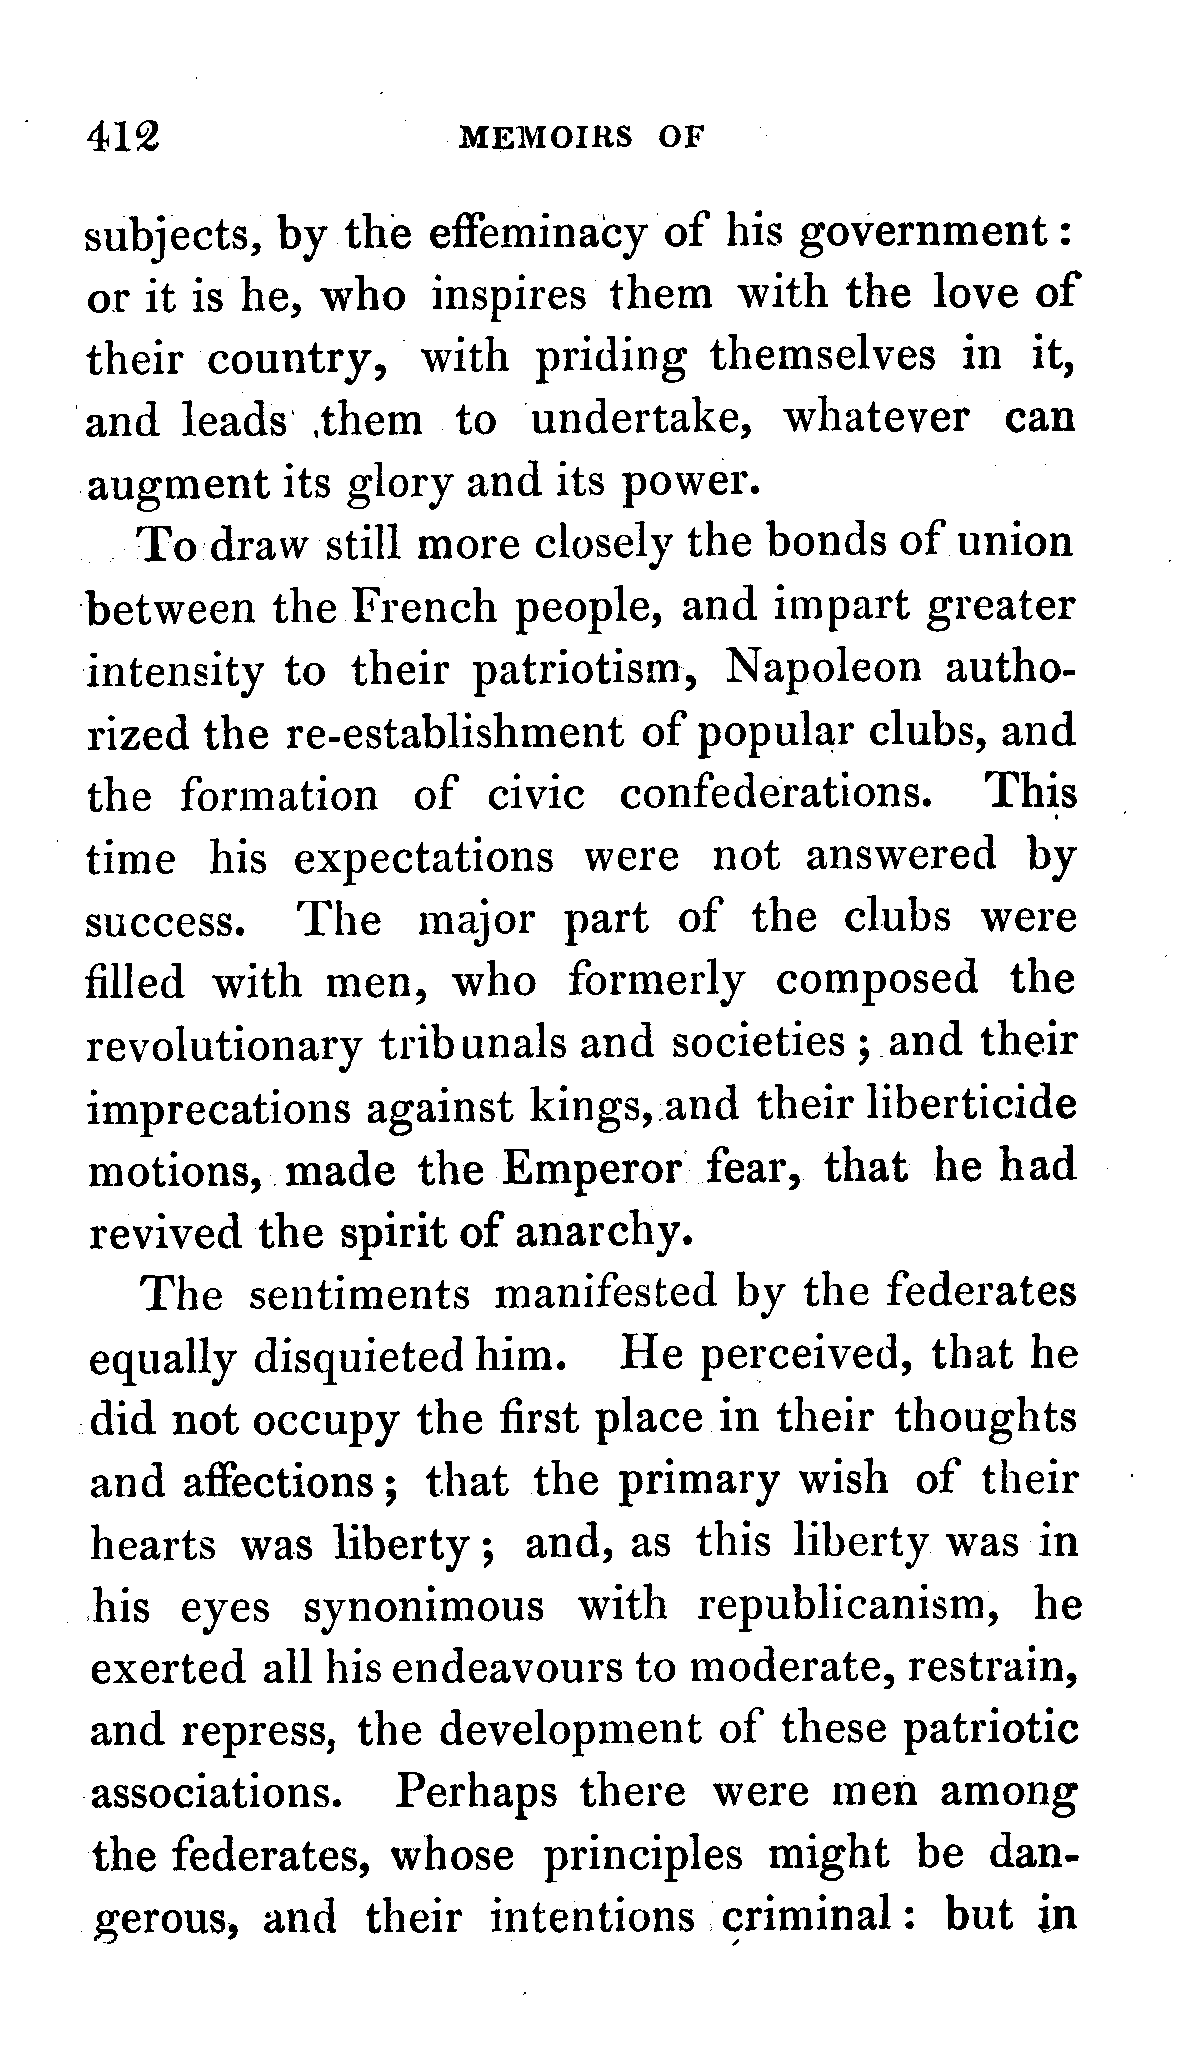 412 MEMOIRS OF
subjects, by the effeminacy of his government :
or it is he, who inspires them with the love of
their country, with priding themselves in it,
and leads them to undertake, whatever can
augment its glory and its power.
To draw still more closely the bonds of union
between the French people, and impart greater
intensity to their patriotism, Napoleon autho-
rized the re-establishment of popular clubs, and
the formation of civic confederations. This
time his expectations were not answered by
success. The major part of the clubs were
filled with men, who formerly composed the
revolutionary tribunals and societies ; and their
imprecations against kings, and their liberticide
motions, made the Emperor fear, that he had
revived the spirit of anarchy.
The sentiments manifested by the federates
equally disquieted him. He perceived, that he
did not occupy the first place in their thoughts
and affections ; that the primary wish of their
hearts was liberty ; and, as this liberty was in
his eyes synonimous with republicanism, he
exerted all his endeavours to moderate, restrain,
and repress, the development of these patriotic
associations. Perhaps there were men among
the federates, whose principles might be dan-
gerous, and their intentions criminal : but in